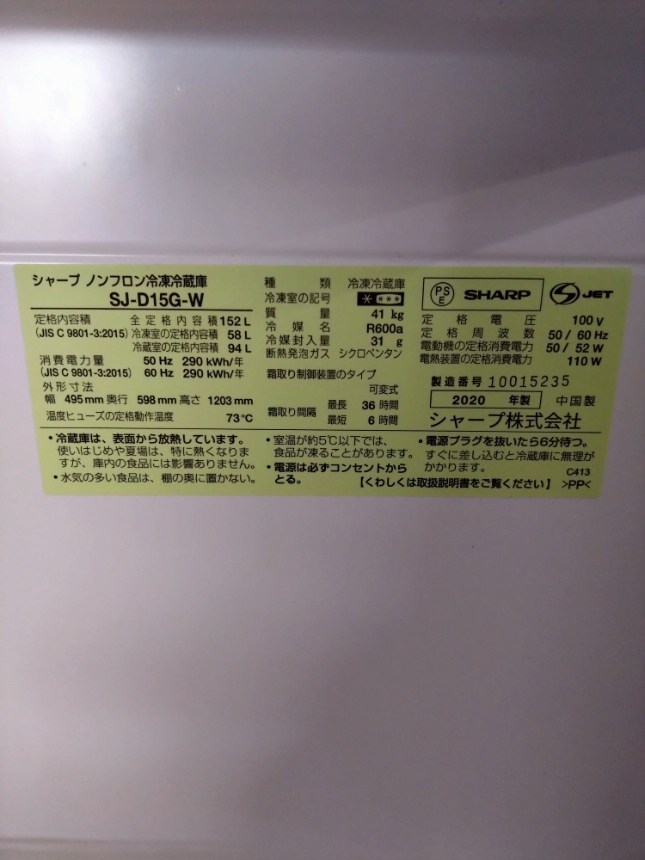 シャープ ノンフロン冷凍冷蔵庫
SJ-D15G-W
定格内容積 全定格内容積 152 L
(JIS C 9801-3:2015) 冷凍室の定格内容積 58 L
冷蔵室の定格内容積 94 L
消費電力量 50 Hz 290 kWh/年
(JIS C 9801-3:2015) 60 Hz 290 kWh/年
外形寸法
幅 495mm 奥行 598mm 高さ 1203mm
温度ヒューズの定格動作温度 73℃
種類 冷凍冷蔵庫
冷凍室の記号 ****
質量 41 kg
冷媒名 R600a
冷媒封入量 31 g
断熱発泡ガス シクロペンタン
霜取り制御装置のタイプ
可変式
霜取り間隔 最長 36 時間
最短 6 時間
PS E SHARP S JET
定格電圧 100 V
定格周波数 50/60 Hz
電動機の定格消費電力 50/52 W
電熱装置の定格消費電力 110 W
製造番号 10015235
2020 年製 中国製
シャープ株式会社
・冷蔵庫は、表面から放熱しています。
使いはじめや夏場は、特に熱くなりま
すが、庫内の食品には影響ありません。
・水気の多い食品は、棚の奥に置かない。
・室温が約5℃以下では、
食品が凍ることがあります。
・電源は必ずコンセントから
とる。
・電源プラグを抜いたら6分待つ。
すぐに差し込むと冷蔵庫に無理が
かかります。
C413
【くわしくは取扱説明書をご覧ください】 >PP<